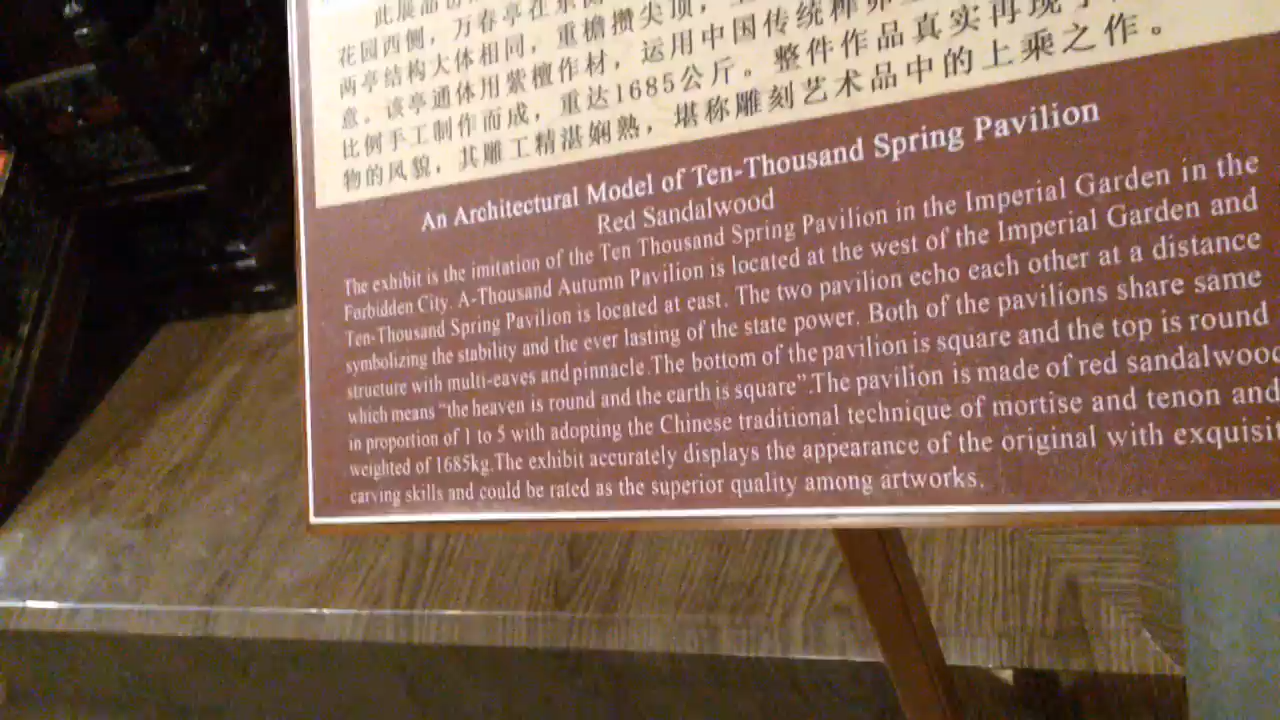 此展品
花园西侧，万春亭在东侧
两亭结构大体相同，重檐攒尖顶，
意。该亭通体用紫檀作材，运用中国传统榫卯
比例手工制作而成，重达1685公斤。整件作品真实再现
物的风貌，其雕工精湛娴熟，堪称雕刻艺术品中的上乘之作。
An Architectural Model of Ten-Thousand Spring Pavilion
Red Sandalwood
The exhibit is the imitation of the Ten Thousand Spring Pavilion in the Imperial Garden in the
Forbidden City. A-Thousand Autumn Pavilion is located at the west of the Imperial Garden and
Ten-Thousand Spring Pavilion is located at east. The two pavilion echo each other at a distance
symbolizing the stability and the ever lasting of the state power. Both of the pavilions share same
structure with multi-eaves and pinnacle.The bottom of the pavilion is square and the top is round
which means “the heaven is round and the earth is square”.The pavilion is made of red sandalwood
in proportion of 1 to 5 with adopting the Chinese traditional technique of mortise and tenon and
weighted of 1685kg.The exhibit accurately displays the appearance of the original with exquisit
carving skills and could be rated as the superior quality among artworks.